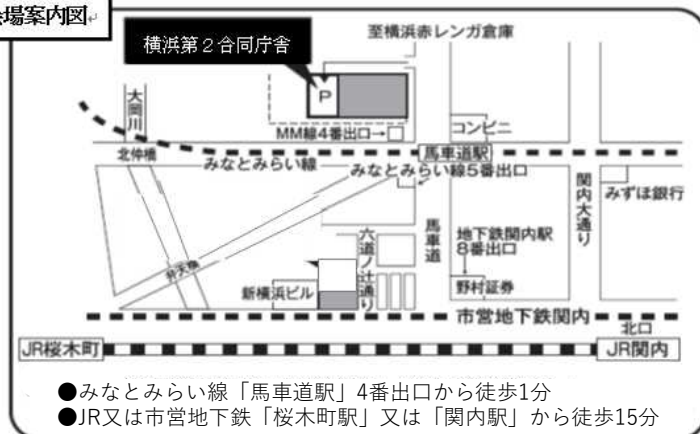 会場案内図
横浜第2合同庁舎
至横浜赤レンガ倉庫
P
大岡川
MM線4番出口→
コンビニ
北仲橋
みなとみらい線
馬車道駅
みなとみらい線5番出口
関内大通り
みずほ銀行
馬車道
六道ノ辻通り
地下鉄関内駅
8番出口
弁天橋
新横浜ビル
野村証券
市営地下鉄関内
北口
JR桜木町
JR関内
●みなとみらい線「馬車道駅」4番出口から徒歩1分
●JR又は市営地下鉄「桜木町駅」又は「関内駅」から徒歩15分